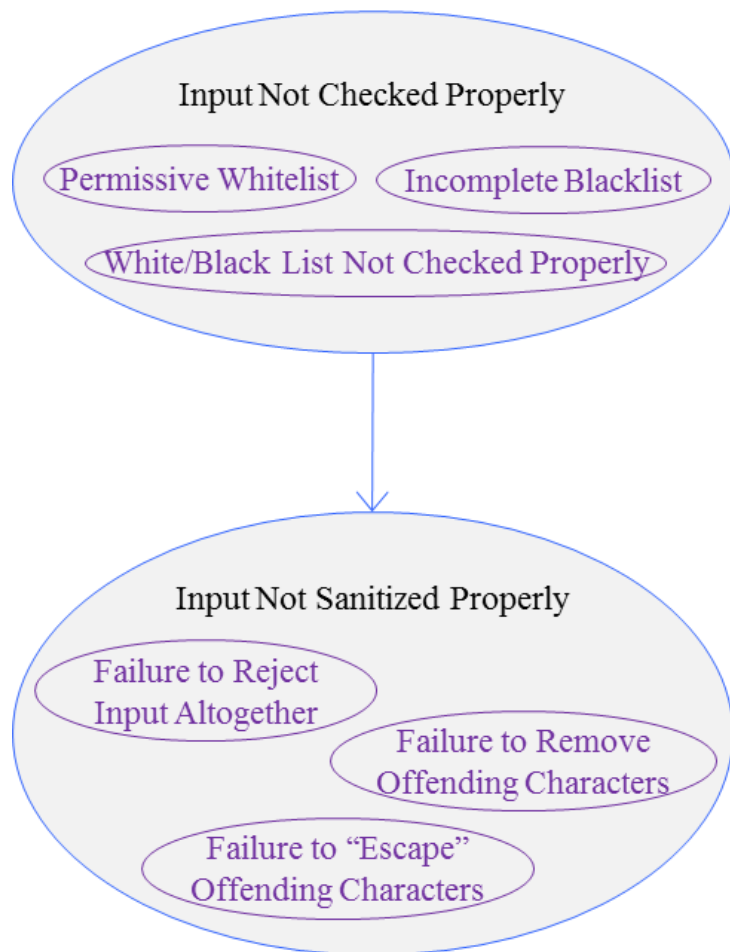 Input Not Checked Properly
Permissive Whitelist
Incomplete Blacklist
White/Black List Not Checked Properly
Input Not Sanitized Properly
Failure to Reject
Input Altogether
Failure to Remove
Offending Characters
Failure to “Escape”
Offending Characters